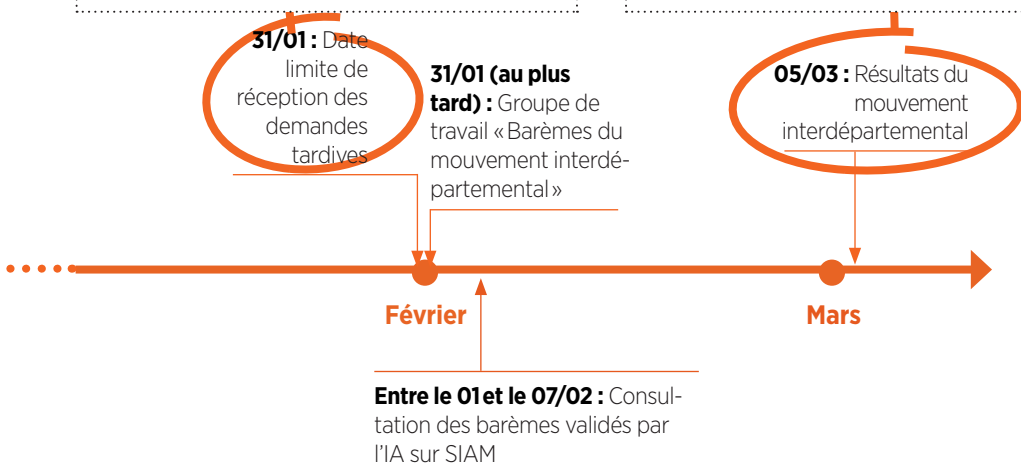 31/01 : Date
limite de
réception des
demandes
tardives
31/01 (au plus
tard) : Groupe de
travail « Barèmes du
mouvement interdé-
partemental »
05/03 : Résultats du
mouvement
interdépartemental
Février
Mars
Entre le 01 et le 07/02 : Consul-
tation des barèmes validés par
l'IA sur SIAM